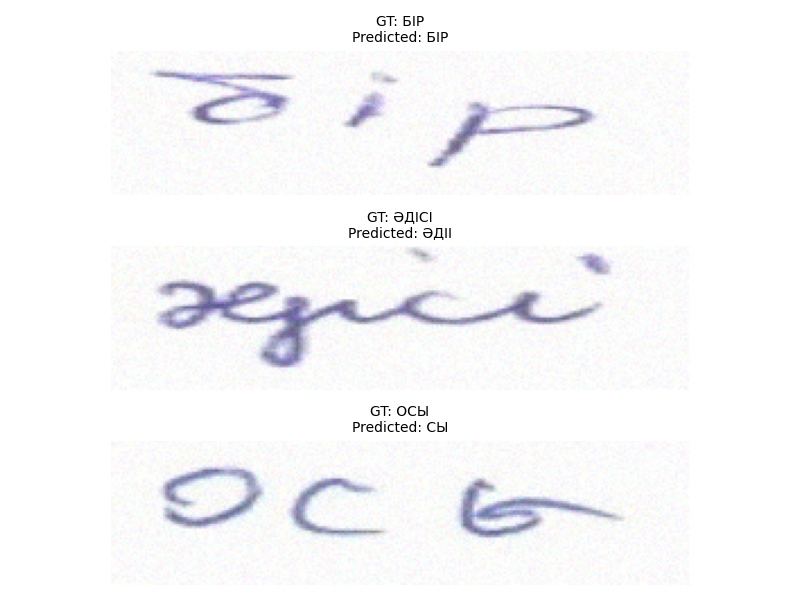 GT: БІР
Predicted: БІР
бір
GT: ӘДІСІ
Predicted: ӘДІІ
әдісі
GT: ОСЫ
Predicted: СЫ
осы